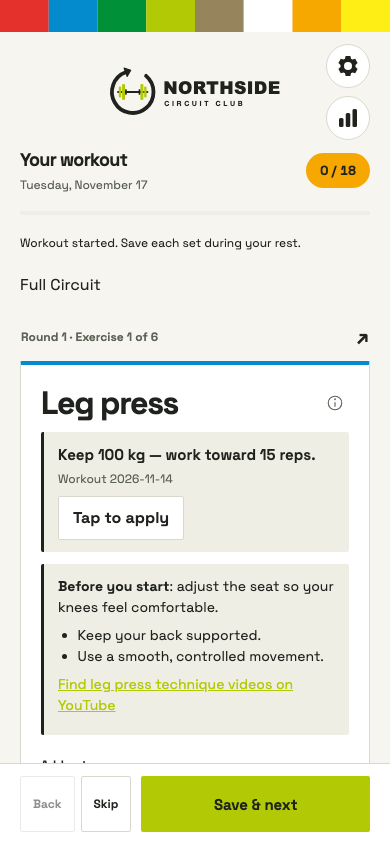 NORTHSIDE
CIRCUIT CLUB
Your workout
Tuesday, November 17
0 / 18
Workout started. Save each set during your rest.
Full Circuit
Round 1 · Exercise 1 of 6
Leg press
Keep 100 kg — work toward 15 reps.
Workout 2026-11-14
Tap to apply
Before you start: adjust the seat so your
knees feel comfortable.
Keep your back supported.
Use a smooth, controlled movement.
Find leg press technique videos on
YouTube
Back
Skip
Save & next